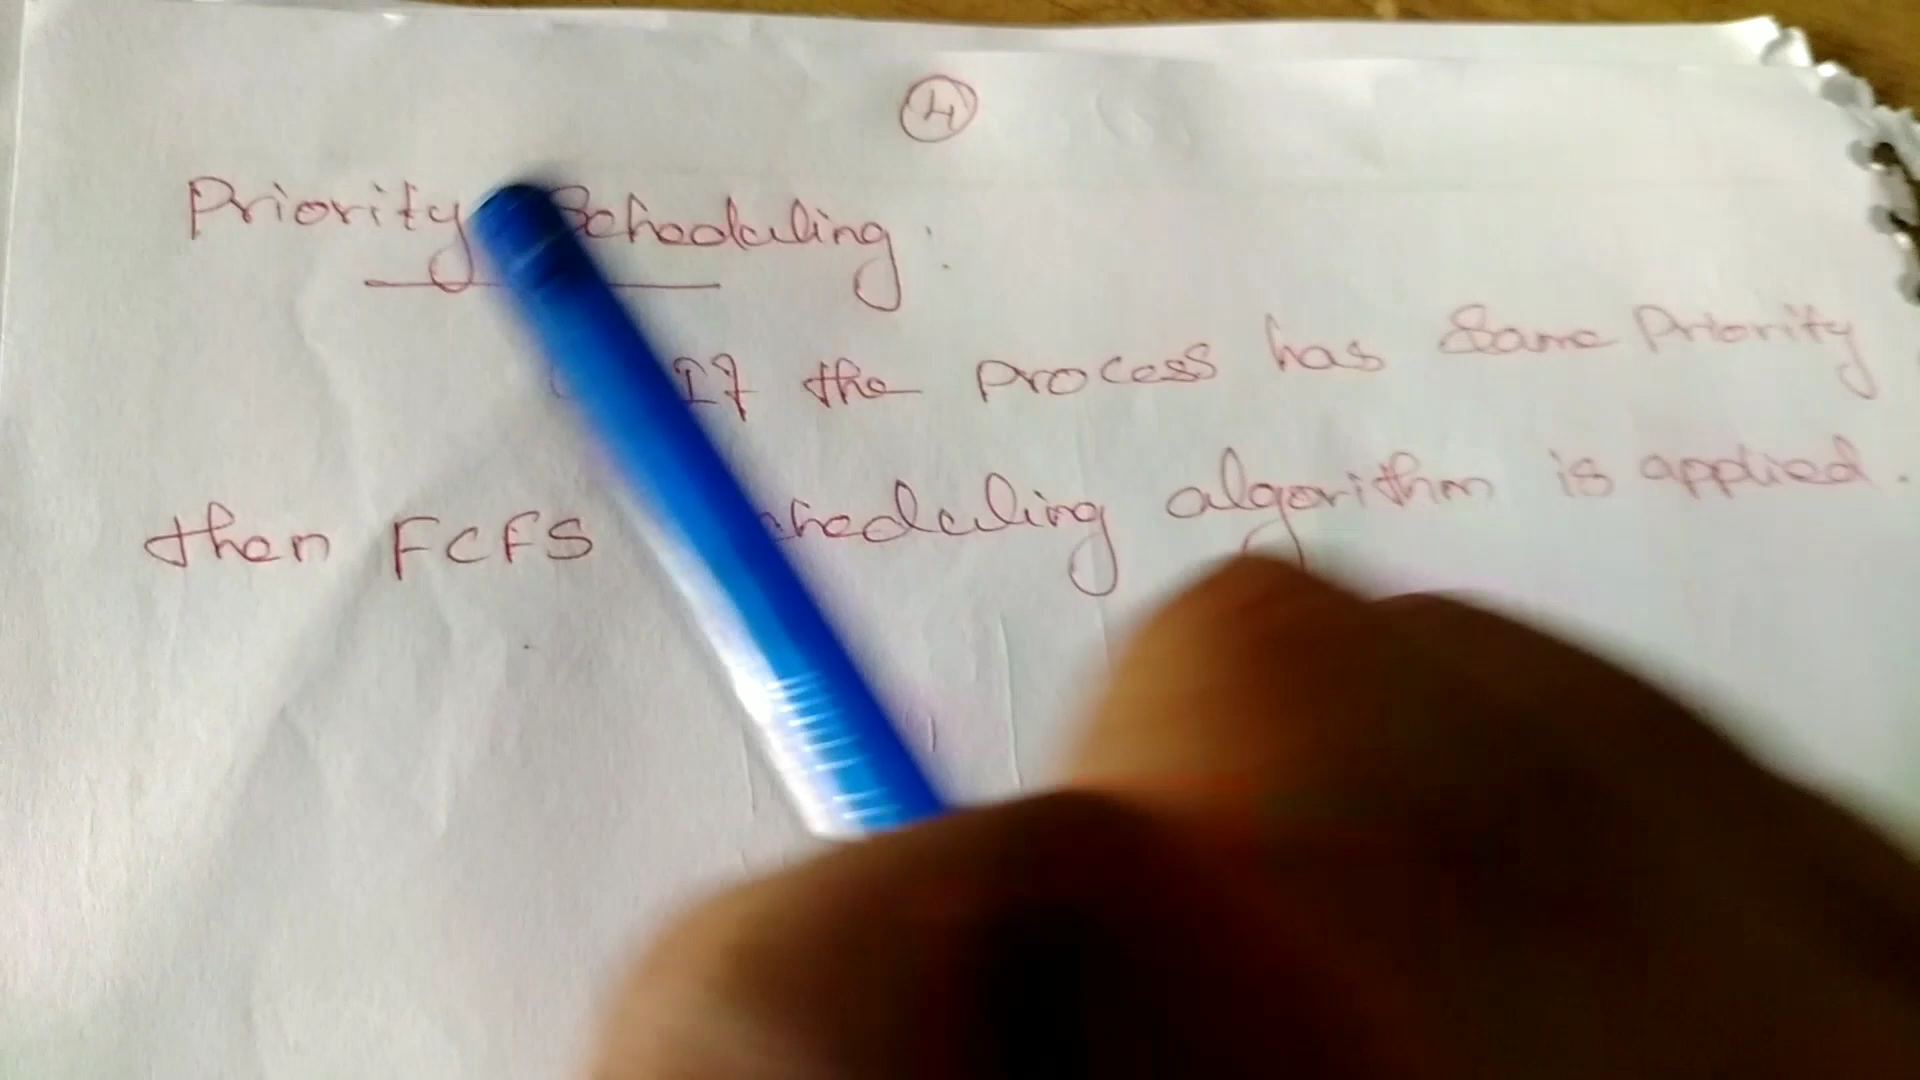 4
Priority Scheduling:
If the process has same Priority
then FCFS scheduling algorithm is applied.